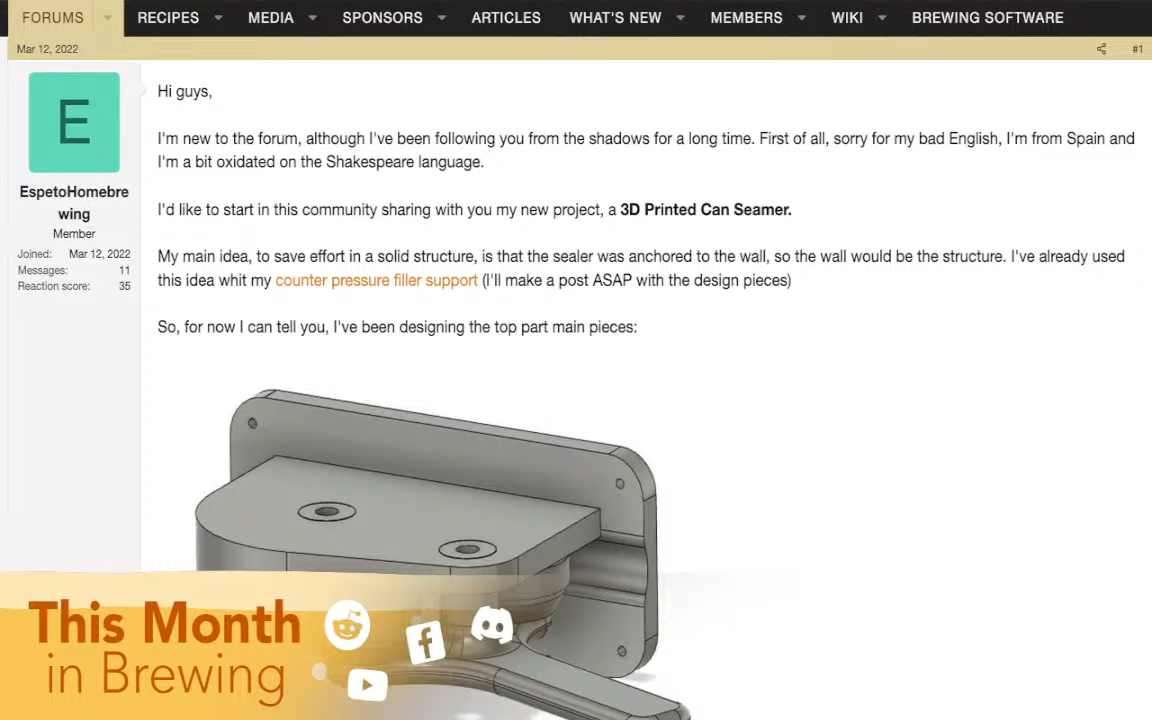 FORUMS RECIPES MEDIA SPONSORS ARTICLES WHAT'S NEW MEMBERS WIKI BREWING SOFTWARE
Mar 12, 2022 #1
E
EspetoHomebre
wing
Member
Joined: Mar 12, 2022
Messages: 11
Reaction score: 35
Hi guys,
I'm new to the forum, although I've been following you from the shadows for a long time. First of all, sorry for my bad English, I'm from Spain and
I'm a bit oxidated on the Shakespeare language.
I'd like to start in this community sharing with you my new project, a 3D Printed Can Seamer.
My main idea, to save effort in a solid structure, is that the sealer was anchored to the wall, so the wall would be the structure. I've already used
this idea whit my counter pressure filler support (I'll make a post ASAP with the design pieces)
So, for now I can tell you, I've been designing the top part main pieces:
This Month
in Brewing